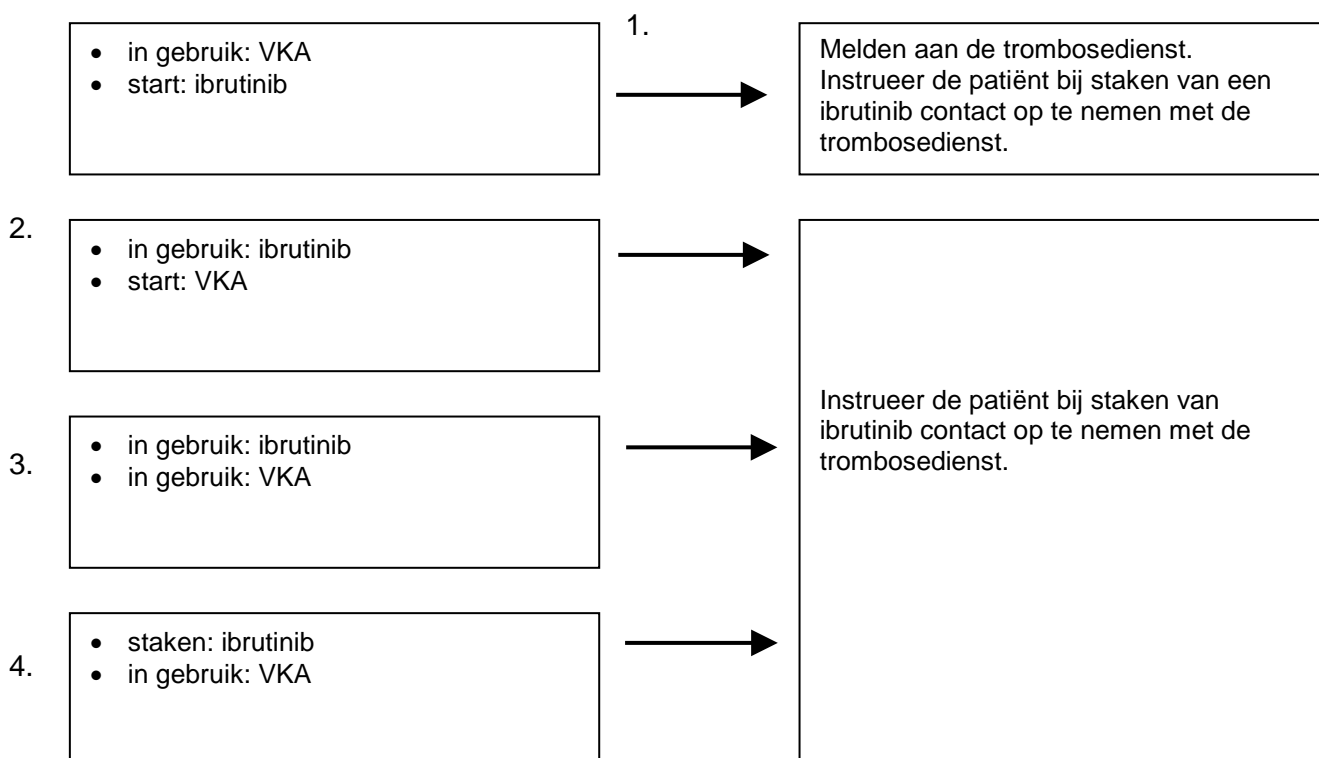 1.
• in gebruik: VKA
• start: ibrutinib
Melden aan de trombosedienst.
Instrueer de patiënt bij staken van een
ibrutinib contact op te nemen met de
trombosedienst.
2.
• in gebruik: ibrutinib
• start: VKA
3.
• in gebruik: ibrutinib
• in gebruik: VKA
Instrueer de patiënt bij staken van
ibrutinib contact op te nemen met de
trombosedienst.
4.
• staken: ibrutinib
• in gebruik: VKA